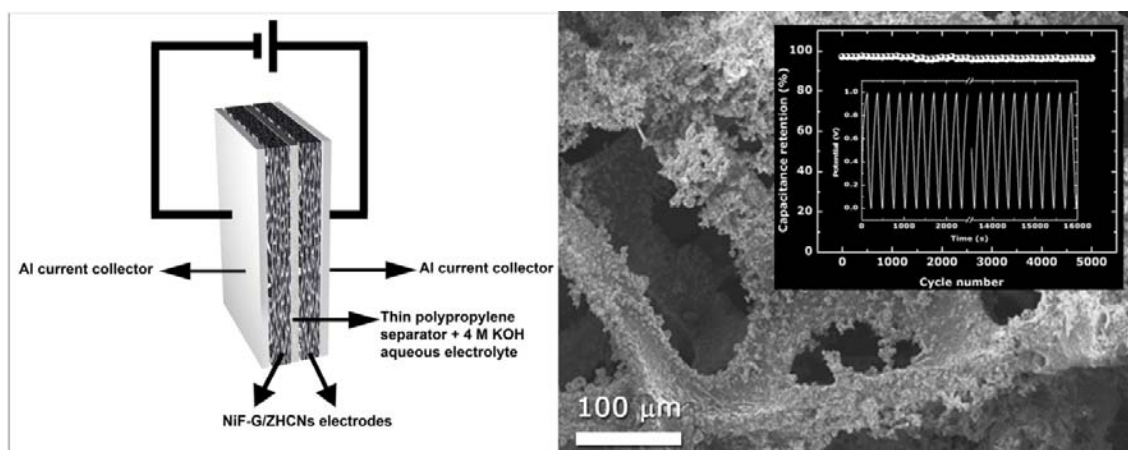 Al current collector
Al current collector
Thin polypropylene
separator + 4 M KOH
aqueous electrolyte
NiF-G/ZHCNs electrodes
100 μm
Capacitance retention (%)
100
80
60
40
20
0
0 1000 2000 3000 4000 5000
Cycle number
Potential (V)
1.0
0.8
0.6
0.4
0.2
0.0
0 1000 2000 14000 15000 16000
Time (s)